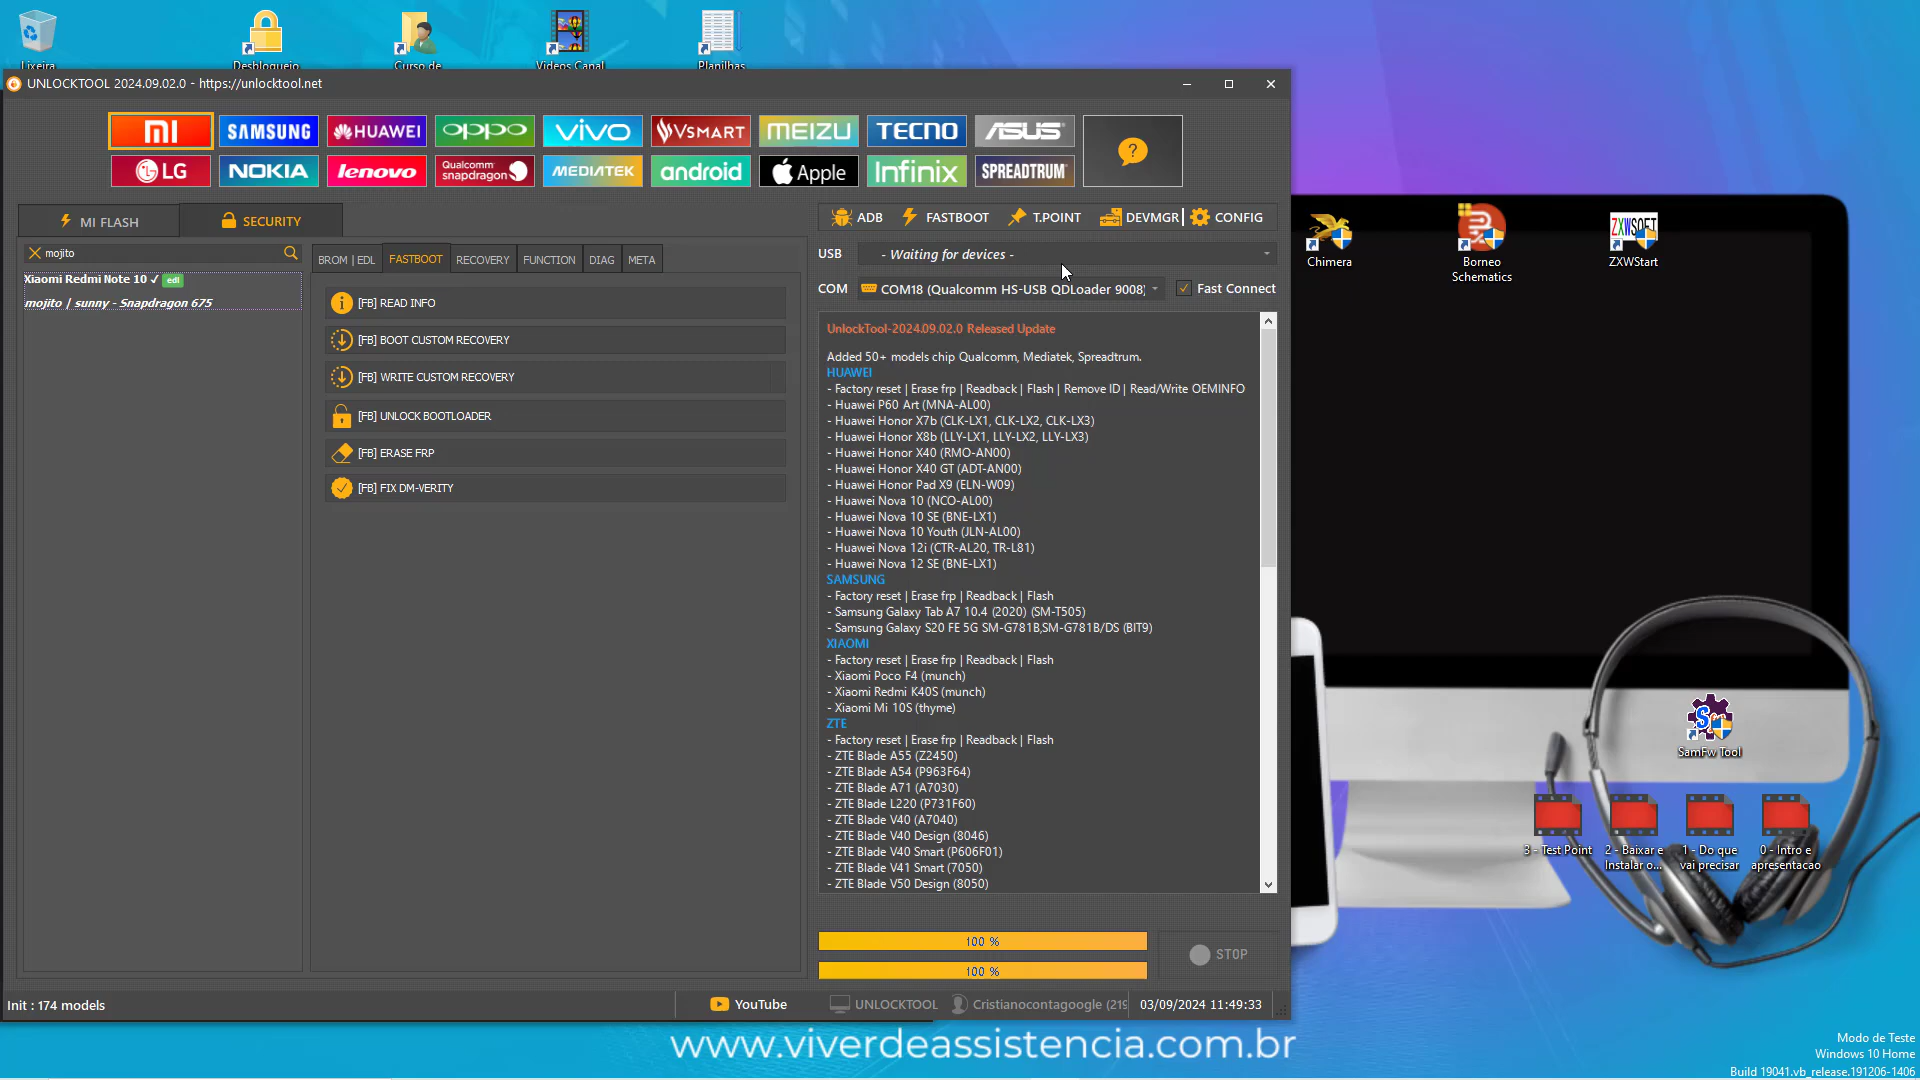 Lixeira
Desbloqueio
Curso de
Videos Canal
Planilhas
UNLOCKTOOL 2024.09.02.0 - https://unlocktool.net
MI
SAMSUNG
HUAWEI
oppo
vivo
VSMART
MEIZU
TECNO
ASUS
?
LG
NOKIA
lenovo
Qualcomm
snapdragon
MEDIATEK
android
Apple
Infinix
SPREADTRUM
MI FLASH
SECURITY
ADB
FASTBOOT
T.POINT
DEVMGR
CONFIG
mojito
BROM | EDL
FASTBOOT
RECOVERY
FUNCTION
DIAG
META
USB
- Waiting for devices -
COM
COM18 (Qualcomm HS-USB QDLoader 9008)
Fast Connect
Xiaomi Redmi Note 10 ✓ edl
mojito | sunny - Snapdragon 675
[FB] READ INFO
[FB] BOOT CUSTOM RECOVERY
[FB] WRITE CUSTOM RECOVERY
[FB] UNLOCK BOOTLOADER
[FB] ERASE FRP
[FB] FIX DM-VERITY
UnlockTool-2024.09.02.0 Released Update
Added 50+ models chip Qualcomm, Mediatek, Spreadtrum.
HUAWEI
- Factory reset | Erase frp | Readback | Flash | Remove ID | Read/Write OEMINFO
- Huawei P60 Art (MNA-AL00)
- Huawei Honor X7b (CLK-LX1, CLK-LX2, CLK-LX3)
- Huawei Honor X8b (LLY-LX1, LLY-LX2, LLY-LX3)
- Huawei Honor X40 (RMO-AN00)
- Huawei Honor X40 GT (ADT-AN00)
- Huawei Honor Pad X9 (ELN-W09)
- Huawei Nova 10 (NCO-AL00)
- Huawei Nova 10 SE (BNE-LX1)
- Huawei Nova 10 Youth (JLN-AL00)
- Huawei Nova 12i (CTR-AL20, TR-L81)
- Huawei Nova 12 SE (BNE-LX1)
SAMSUNG
- Factory reset | Erase frp | Readback | Flash
- Samsung Galaxy Tab A7 10.4 (2020) (SM-T505)
- Samsung Galaxy S20 FE 5G SM-G781B,SM-G781B/DS (BIT9)
XIAOMI
- Factory reset | Erase frp | Readback | Flash
- Xiaomi Poco F4 (munch)
- Xiaomi Redmi K40S (munch)
- Xiaomi Mi 10S (thyme)
ZTE
- Factory reset | Erase frp | Readback | Flash
- ZTE Blade A55 (Z2450)
- ZTE Blade A54 (P963F64)
- ZTE Blade A71 (A7030)
- ZTE Blade L220 (P731F60)
- ZTE Blade V40 (A7040)
- ZTE Blade V40 Design (8046)
- ZTE Blade V40 Smart (P606F01)
- ZTE Blade V41 Smart (7050)
- ZTE Blade V50 Design (8050)
100 %
100 %
STOP
Init : 174 models
YouTube
UNLOCKTOOL
Cristianocontagoogle (219
03/09/2024 11:49:33
Chimera
Borneo
Schematics
ZXWSOFT
ZXWStart
SamFw Tool
3 - Test Point
2 - Baixar e
Instalar o...
1 - Do que
vai precisar
0 - Intro e
apresentacao
www.viverdeassistencia.com.br
Modo de Teste
Windows 10 Home
Build 19041.vb_release.191206-1406